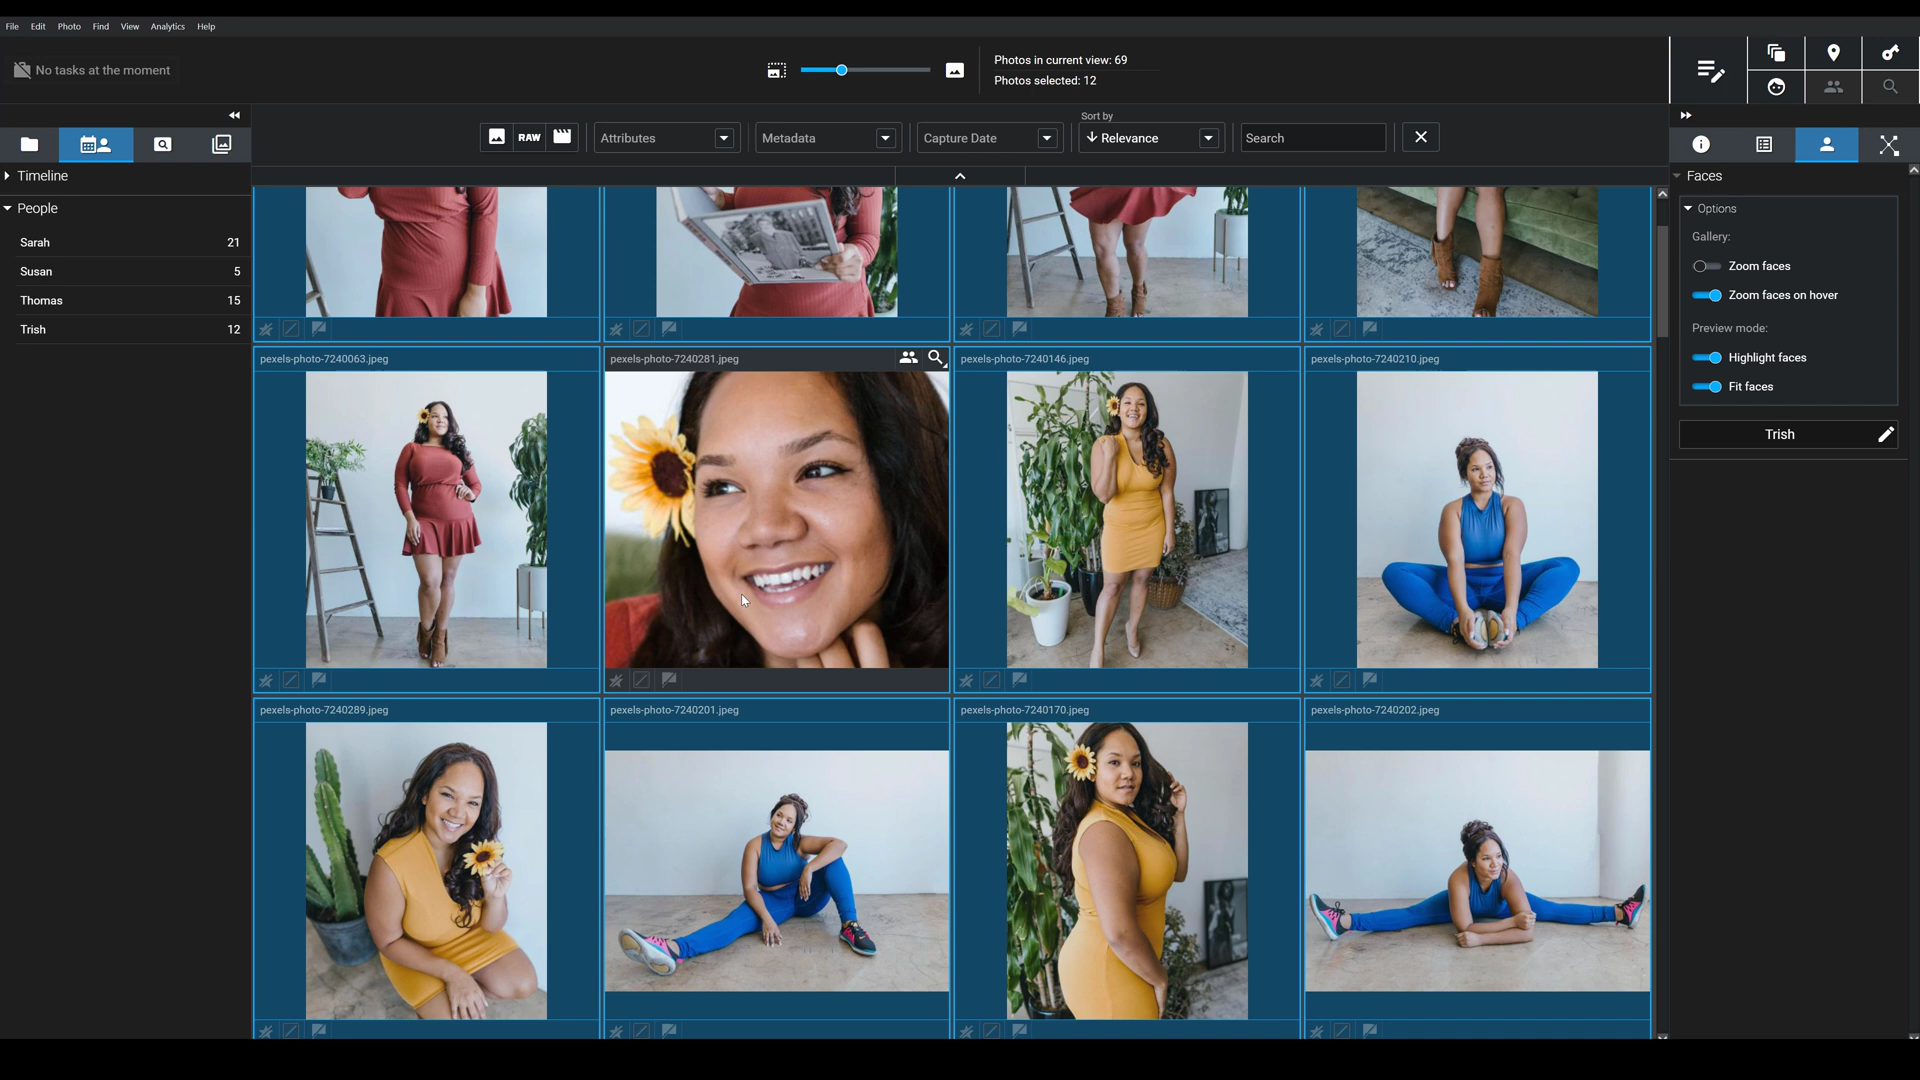 File Edit Photo Find View Analytics Help
No tasks at the moment
Photos in current view: 69
Photos selected: 12
Sort by
RAW Attributes Metadata Capture Date Relevance Search
Timeline
People
Sarah 21
Susan 5
Thomas 15
Trish 12
pexels-photo-7240063.jpeg
pexels-photo-7240281.jpeg
pexels-photo-7240146.jpeg
pexels-photo-7240210.jpeg
pexels-photo-7240289.jpeg
pexels-photo-7240201.jpeg
pexels-photo-7240170.jpeg
pexels-photo-7240202.jpeg
Faces
Options
Gallery:
Zoom faces
Zoom faces on hover
Preview mode:
Highlight faces
Fit faces
Trish